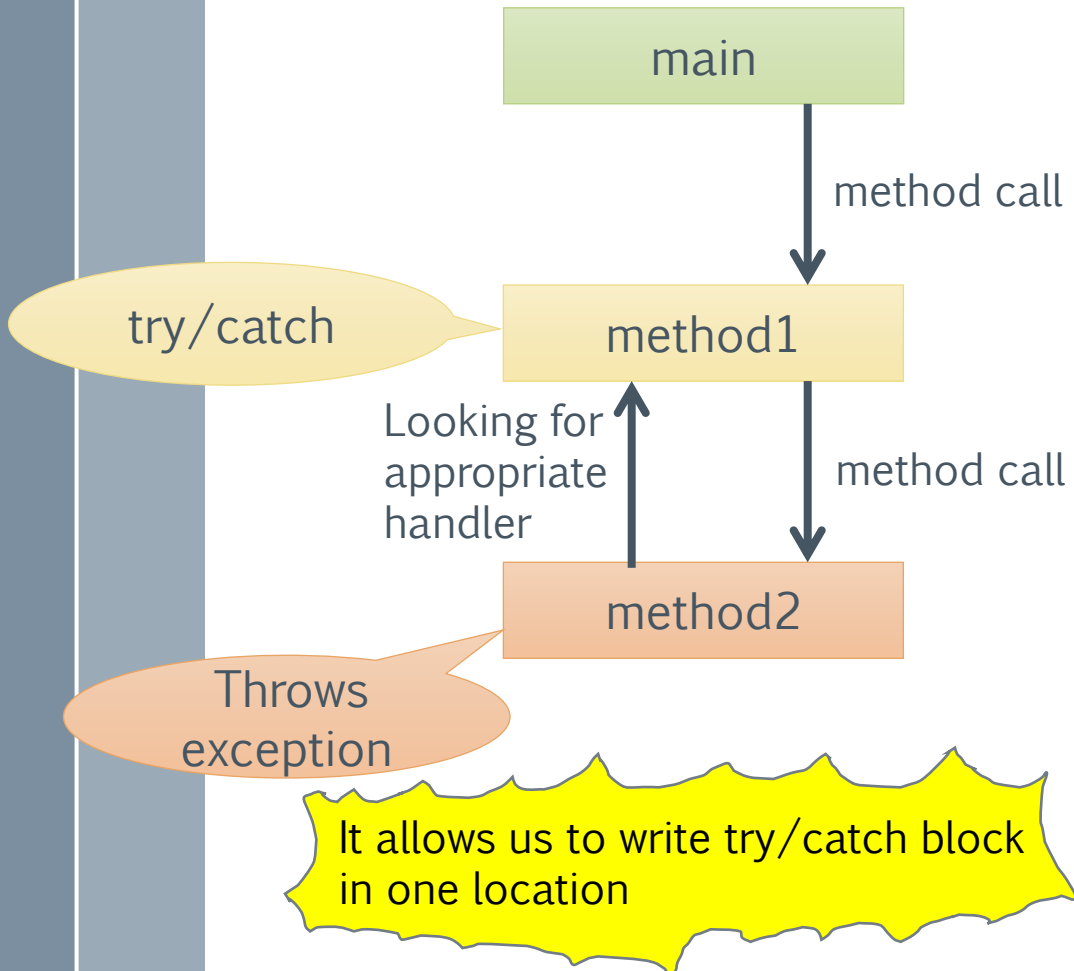 main
method call
try/catch
method1
Looking for
appropriate
handler
method call
method2
Throws
exception
It allows us to write try/catch block
in one location